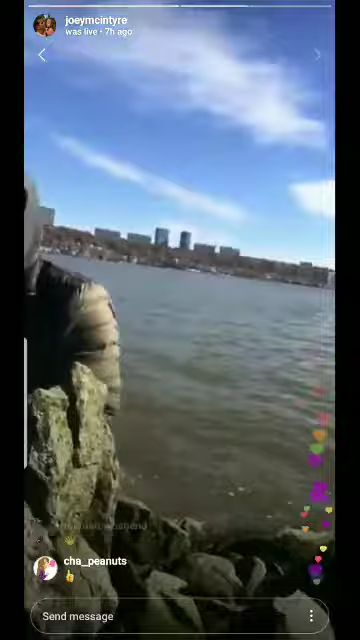 joeymcintyre
was live • 7h ago
cha_peanuts
Send message